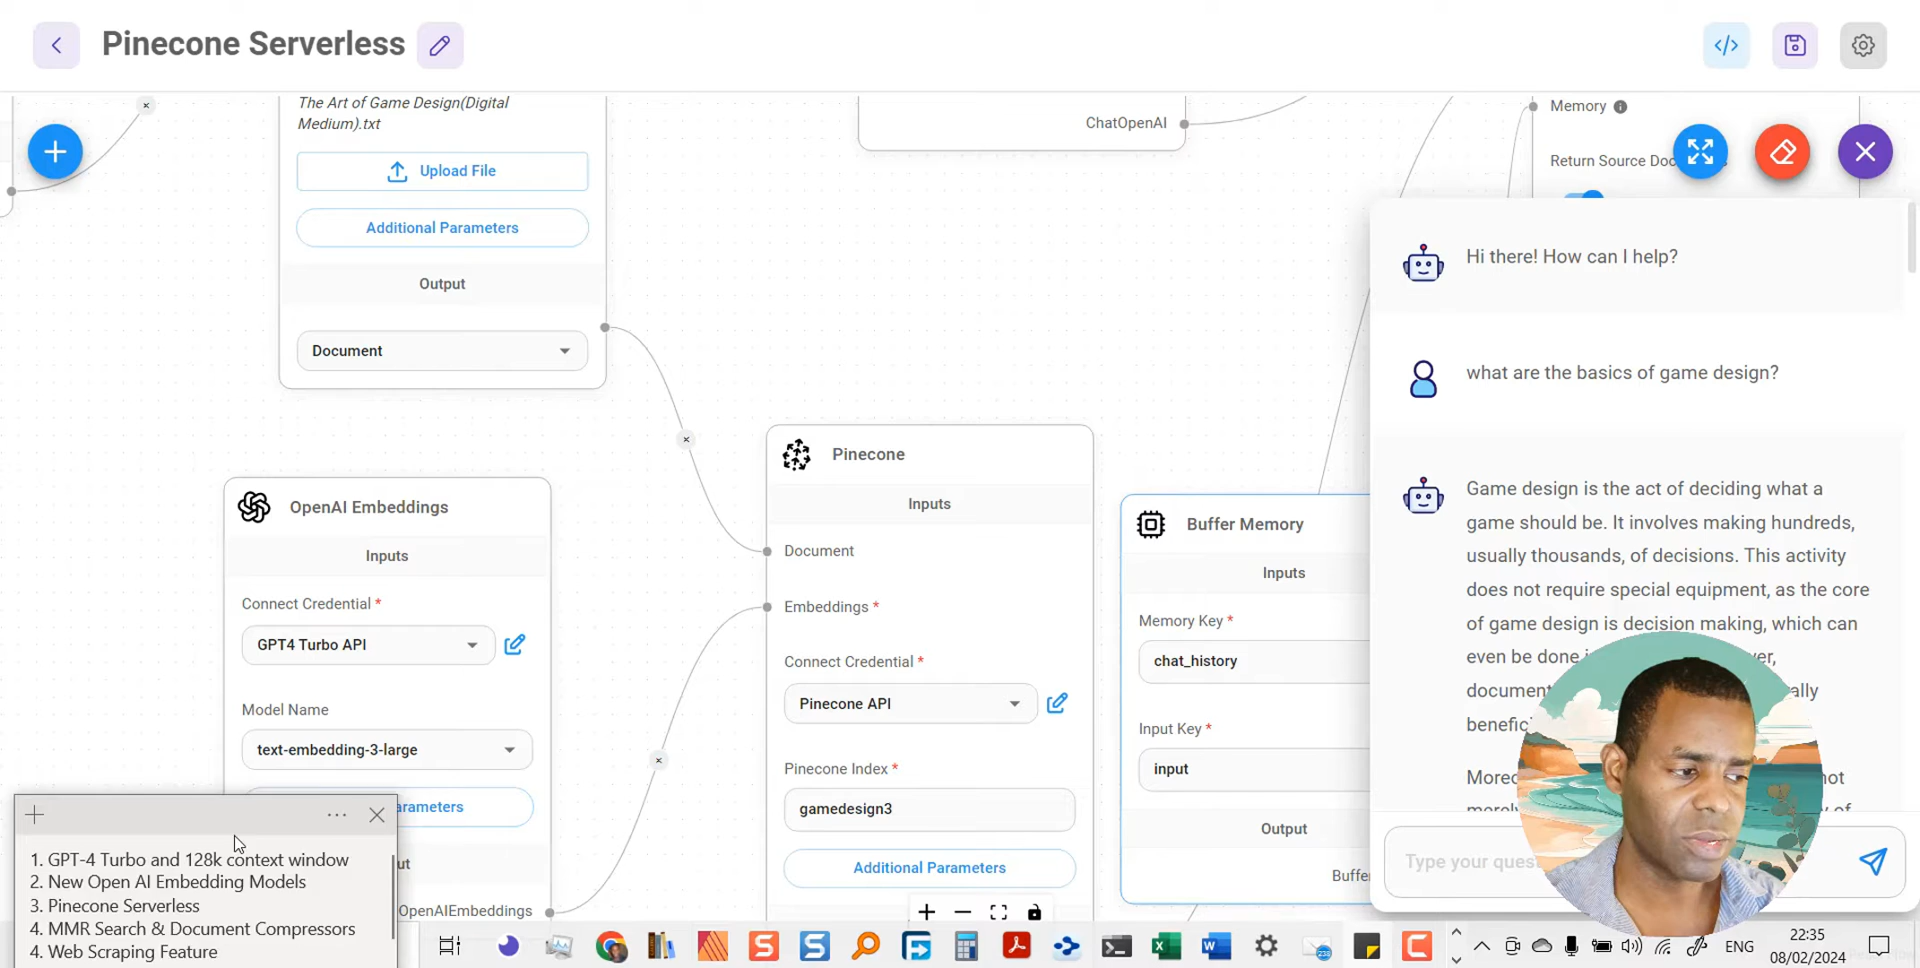 Pinecone Serverless
The Art of Game Design(Digital
Medium).txt
Upload File
Additional Parameters
Output
Document
ChatOpenAI
Memory
Return Source Doc
OpenAI Embeddings
Inputs
Connect Credential *
GPT4 Turbo API
Model Name
text-embedding-3-large
arameters
ut
OpenAIEmbeddings
Pinecone
Inputs
Document
Embeddings *
Connect Credential *
Pinecone API
Pinecone Index *
gamedesign3
Additional Parameters
Buffer Memory
Inputs
Memory Key *
chat_history
Input Key *
input
Output
Buffe
Hi there! How can I help?
what are the basics of game design?
Game design is the act of deciding what a
game should be. It involves making hundreds,
usually thousands, of decisions. This activity
does not require special equipment, as the core
of game design is decision making, which can
even be done
document
benefic
Type your ques
1. GPT-4 Turbo and 128k context window
2. New Open AI Embedding Models
3. Pinecone Serverless
4. MMR Search & Document Compressors
4. Web Scraping Feature
ENG
22:35
08/02/2024